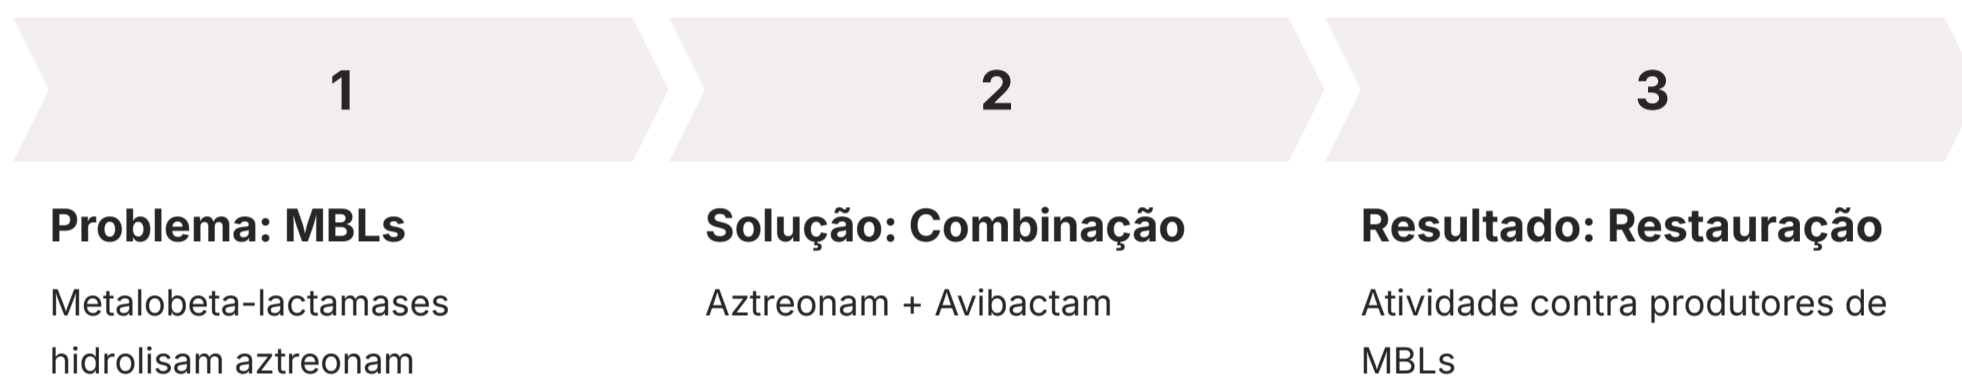 1
2
3
Problema: MBLs
Metalobeta-lactamases
hidrolisam aztreonam
Solução: Combinação
Aztreonam + Avibactam
Resultado: Restauração
Atividade contra produtores de
MBLs